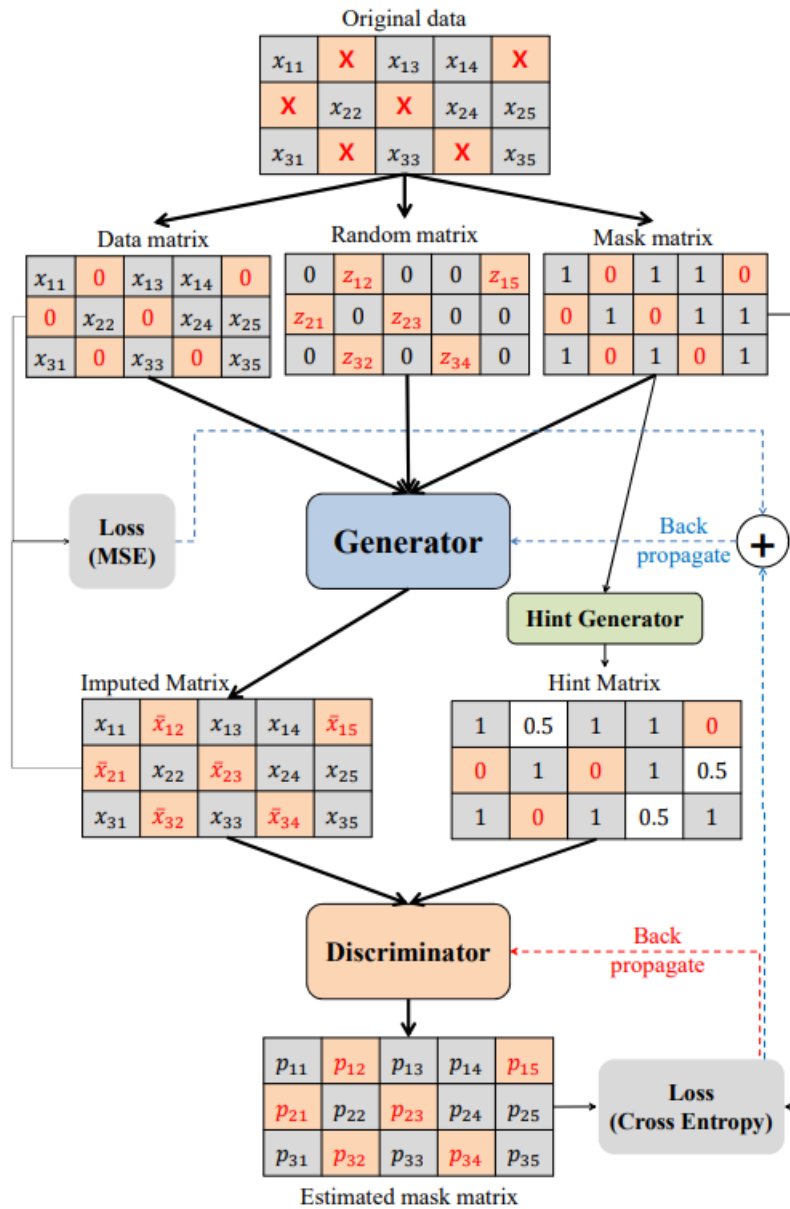 Original data
x₁₁ X x₁₃ x₁₄ X
X x₂₂ X x₂₄ x₂₅
x₃₁ X x₃₃ X x₃₅
Data matrix Random matrix Mask matrix
x₁₁ 0 x₁₃ x₁₄ 0
0 x₂₂ 0 x₂₄ x₂₅
x₃₁ 0 x₃₃ 0 x₃₅
0 z₁₂ 0 0 z₁₅
z₂₁ 0 z₂₃ 0 0
0 z₃₂ 0 z₃₄ 0
1 0 1 1 0
0 1 0 1 1
1 0 1 0 1
Loss
(MSE)
Generator
Back
propagate
+
Hint Generator
Imputed Matrix
x₁₁ x̄₁₂ x₁₃ x₁₄ x̄₁₅
x̄₂₁ x₂₂ x̄₂₃ x₂₄ x₂₅
x₃₁ x̄₃₂ x₃₃ x̄₃₄ x₃₅
Hint Matrix
1 0.5 1 1 0
0 1 0 1 0.5
1 0 1 0.5 1
Discriminator
Back
propagate
p₁₁ p₁₂ p₁₃ p₁₄ p₁₅
p₂₁ p₂₂ p₂₃ p₂₄ p₂₅
p₃₁ p₃₂ p₃₃ p₃₄ p₃₅
Loss
(Cross Entropy)
Estimated mask matrix